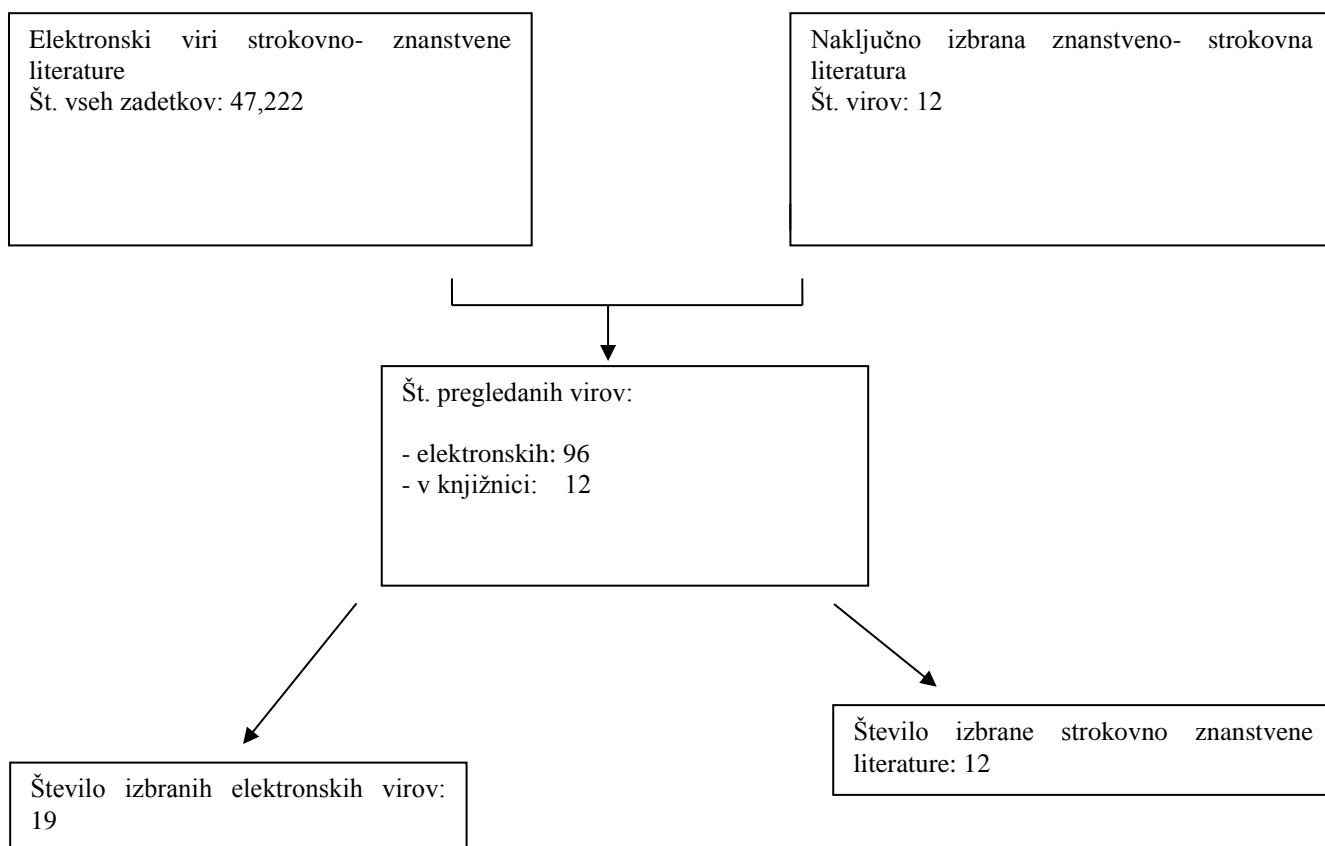 Elektronski viri strokovno- znanstvene
literature
Št. vseh zadetkov: 47,222
Naključno izbrana znanstveno- strokovna
literatura
Št. virov: 12
Št. pregledanih virov:
- elektronskih: 96
- v knjižnici: 12
Število izbrane strokovno znanstvene
literature: 12
Število izbranih elektronskih virov:
19